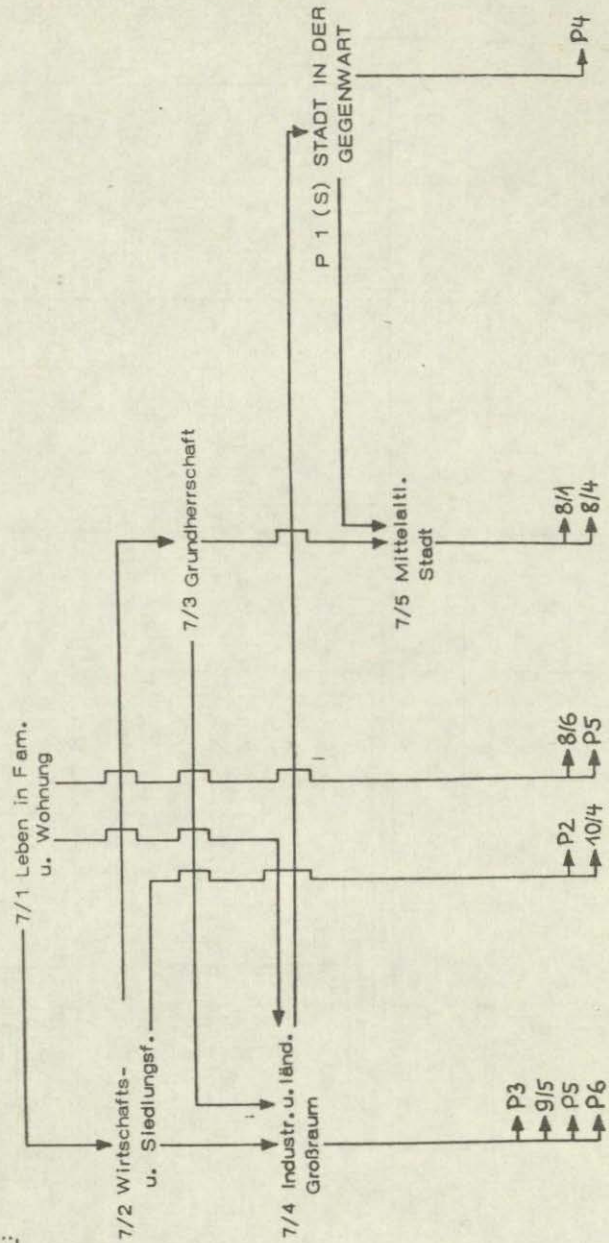 7/1 Leben in Fam.
u. Wohnung
7/2 Wirtschafts-
u. Siedlungsf.
7/3 Grundherrschaft
7/4 Industr. u. länd.
Großraum
P 1 (S) STADT IN DER
GEGENWART
7/5 Mittelaltl.
Stadt
P3
9/5
P5
P6
P2
10/4
8/6
P5
8/1
8/4
P4